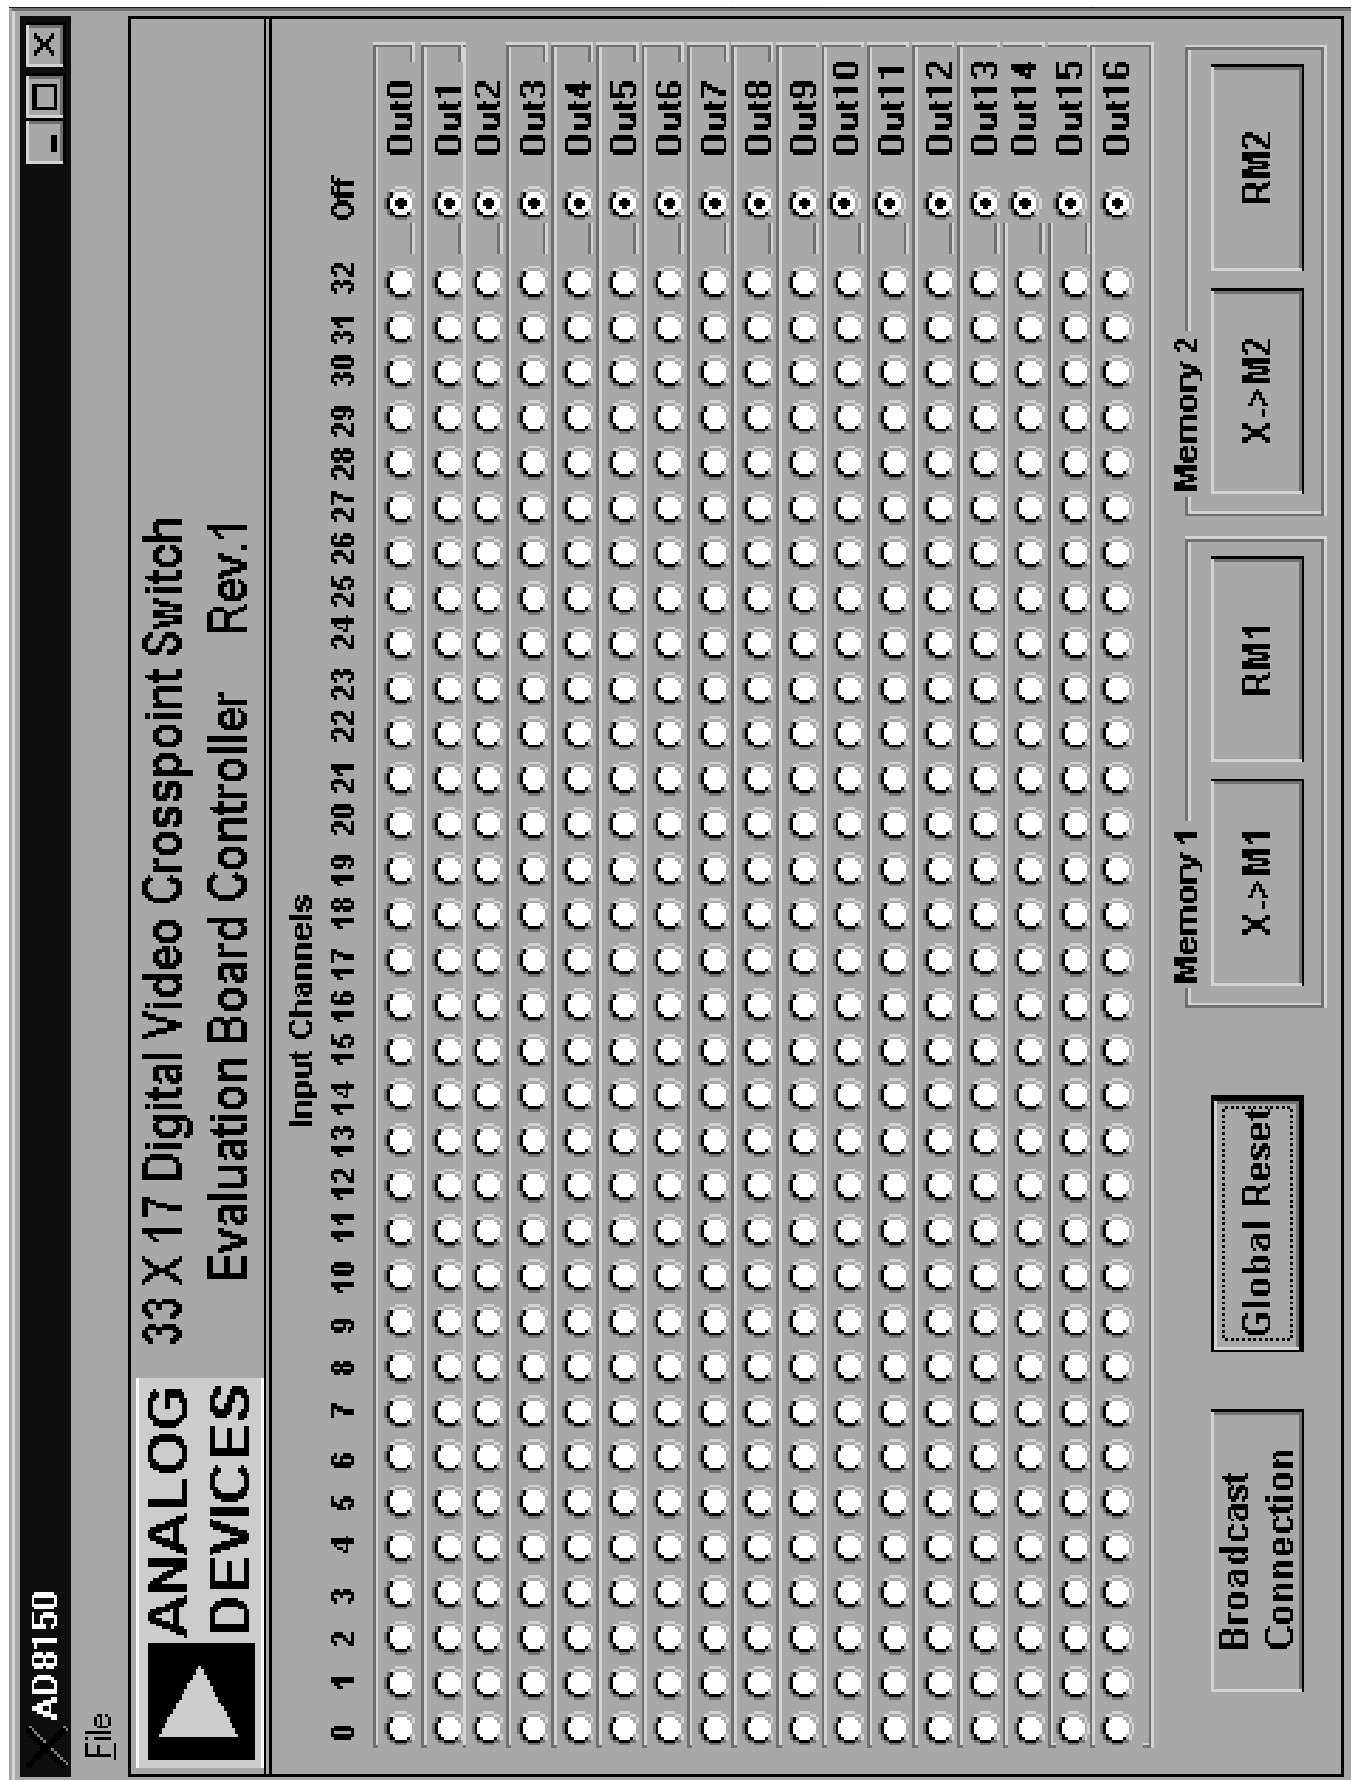 AD8150
File
ANALOG
DEVICES
33 X 17 Digital Video Crosspoint Switch
Evaluation Board Controller Rev.1
Input Channels
0 1 2 3 4 5 6 7 8 9 10 11 12 13 14 15 16 17 18 19 20 21 22 23 24 25 26 27 28 29 30 31 32 Off
Out0
Out1
Out2
Out3
Out4
Out5
Out6
Out7
Out8
Out9
Out10
Out11
Out12
Out13
Out14
Out15
Out16
Broadcast
Connection
Global Reset
Memory 1
X->M1
RM1
Memory 2
X->M2
RM2